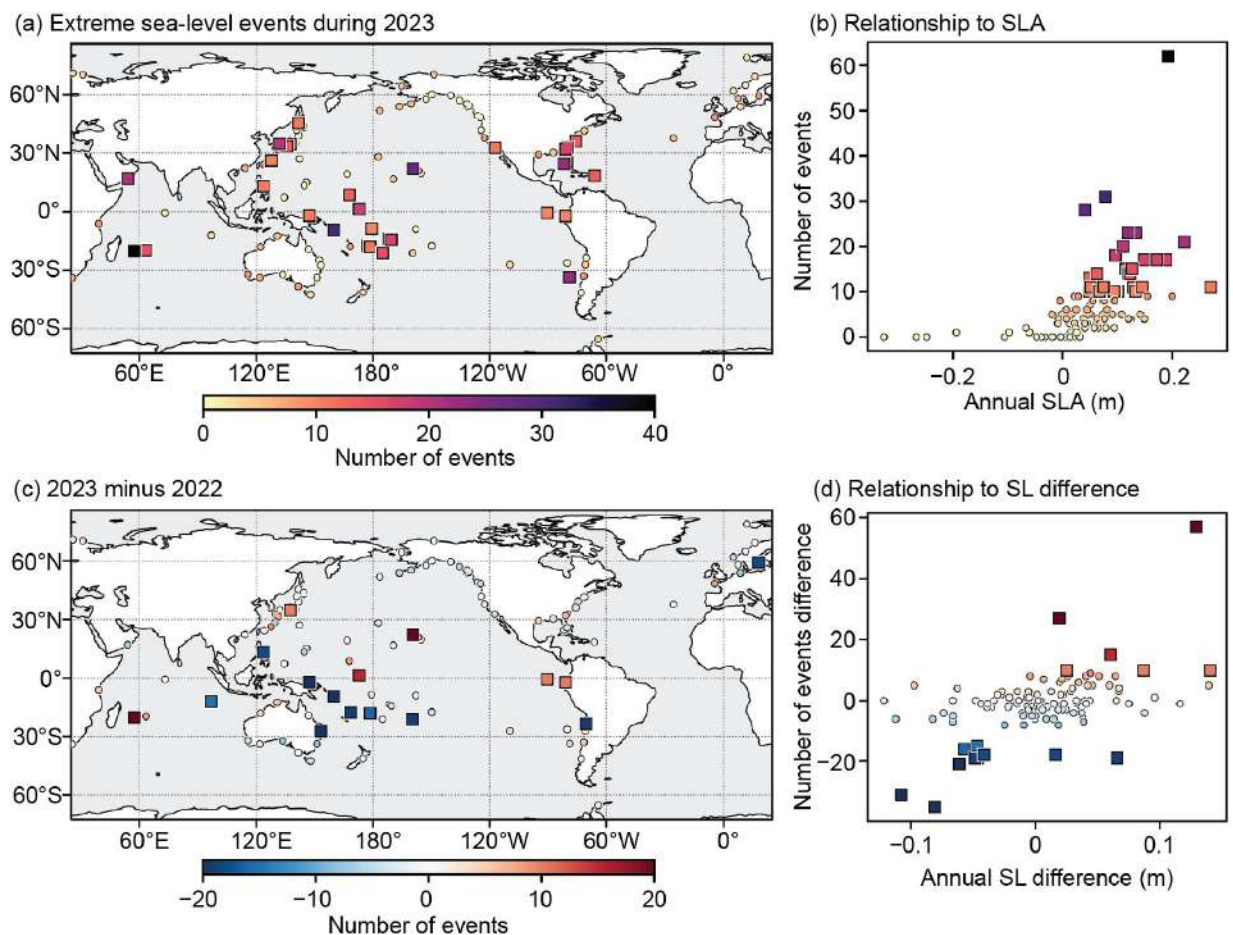 (a) Extreme sea-level events during 2023
60°N
30°N
0°
30°S
60°S
60°E 120°E 180° 120°W 60°W 0°
0 10 20 30 40
Number of events
(b) Relationship to SLA
Number of events
60
50
40
30
20
10
0
−0.2 0 0.2
Annual SLA (m)
(c) 2023 minus 2022
60°N
30°N
0°
30°S
60°S
60°E 120°E 180° 120°W 60°W 0°
−20 −10 0 10 20
Number of events
(d) Relationship to SL difference
Number of events difference
60
40
20
0
−20
−0.1 0 0.1
Annual SL difference (m)